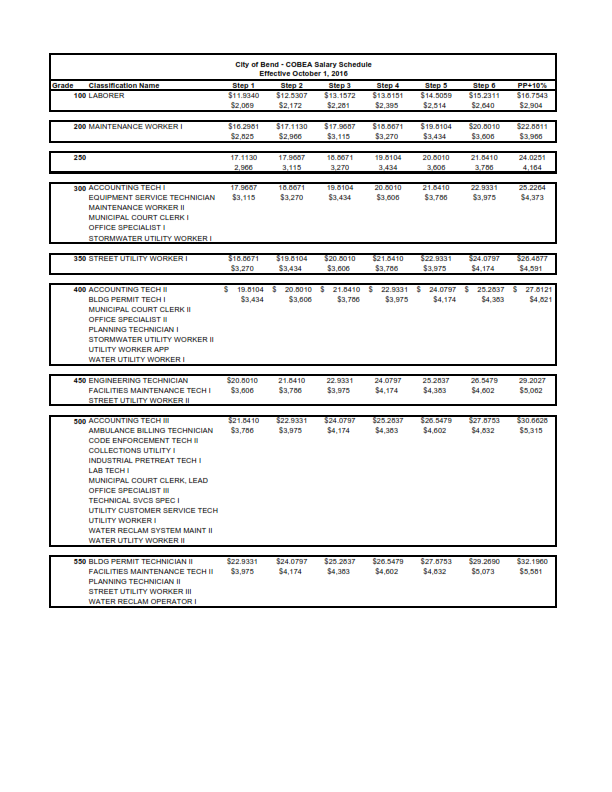 City of Bend - COBEA Salary Schedule
Effective October 1, 2016
Grade Classification Name Step 1 Step 2 Step 3 Step 4 Step 5 Step 6 PP+10%
100 LABORER $11.9340 $12.5307 $13.1572 $13.8151 $14.5059 $15.2311 $16.7543
$2,069 $2,172 $2,281 $2,395 $2,514 $2,640 $2,904
200 MAINTENANCE WORKER I $16.2981 $17.1130 $17.9687 $18.8671 $19.8104 $20.8010 $22.8811
$2,825 $2,966 $3,115 $3,270 $3,434 $3,606 $3,966
250 17.1130 17.9687 18.8671 19.8104 20.8010 21.8410 24.0251
2,966 3,115 3,270 3,434 3,606 3,786 4,164
300 ACCOUNTING TECH I 17.9687 18.8671 19.8104 20.8010 21.8410 22.9331 25.2264
EQUIPMENT SERVICE TECHNICIAN $3,115 $3,270 $3,434 $3,606 $3,786 $3,975 $4,373
MAINTENANCE WORKER II
MUNICIPAL COURT CLERK I
OFFICE SPECIALIST I
STORMWATER UTILITY WORKER I
350 STREET UTILITY WORKER I $18.8671 $19.8104 $20.8010 $21.8410 $22.9331 $24.0797 $26.4877
$3,270 $3,434 $3,606 $3,786 $3,975 $4,174 $4,591
400 ACCOUNTING TECH II $ 19.8104 $ 20.8010 $ 21.8410 $ 22.9331 $ 24.0797 $ 25.2837 $ 27.8121
BLDG PERMIT TECH I $3,434 $3,606 $3,786 $3,975 $4,174 $4,383 $4,821
MUNICIPAL COURT CLERK II
OFFICE SPECIALIST II
PLANNING TECHNICIAN I
STORMWATER UTILITY WORKER II
UTILITY WORKER APP
WATER UTILITY WORKER I
450 ENGINEERING TECHNICIAN $20.8010 21.8410 22.9331 24.0797 25.2837 26.5479 29.2027
FACILITIES MAINTENANCE TECH I $3,606 $3,786 $3,975 $4,174 $4,383 $4,602 $5,062
STREET UTILITY WORKER II
500 ACCOUNTING TECH III $21.8410 $22.9331 $24.0797 $25.2837 $26.5479 $27.8753 $30.6628
AMBULANCE BILLING TECHNICIAN $3,786 $3,975 $4,174 $4,383 $4,602 $4,832 $5,315
CODE ENFORCEMENT TECH II
COLLECTIONS UTILITY I
INDUSTRIAL PRETREAT TECH I
LAB TECH I
MUNICIPAL COURT CLERK, LEAD
OFFICE SPECIALIST III
TECHNICAL SVCS SPEC I
UTILITY CUSTOMER SERVICE TECH
UTILITY WORKER I
WATER RECLAM SYSTEM MAINT II
WATER UTLITY WORKER II
550 BLDG PERMIT TECHNICIAN II $22.9331 $24.0797 $25.2837 $26.5479 $27.8753 $29.2690 $32.1960
FACILITIES MAINTENANCE TECH II $3,975 $4,174 $4,383 $4,602 $4,832 $5,073 $5,581
PLANNING TECHNICIAN II
STREET UTILITY WORKER III
WATER RECLAM OPERATOR I